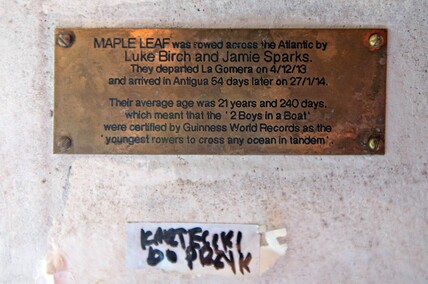 MAPLE LEAF was rowed across the Atlantic by
Luke Birch and Jamie Sparks.
They departed La Gomera on 4/12/13
and arrived in Antigua 54 days later on 27/1/14.
Their average age was 21 years and 240 days.
which meant that the '2 Boys in a Boat'
were certified by Guinness World Records as the
'youngest rowers to cross any ocean in tandem'
KARTECZKI
DO PRZYK